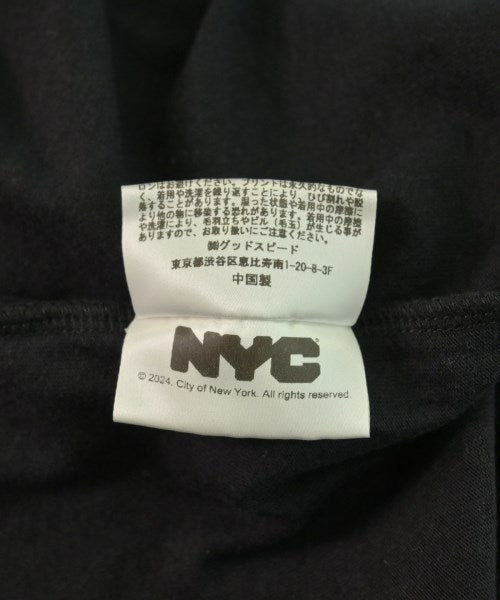 ロンはお避けください。プリントは永久的なものでな
く、着用や洗濯を繰り返すことにより、ひび割れや脱
落することがあります。湿った状態や着用中の摩擦に
より他の物に移染する恐れがあります。着用中の摩擦
や洗濯により、毛羽立ちやピル（毛玉）が生じる事が
ありますので、お取り扱いにご注意ください。
㈱グッドスピード
東京都渋谷区恵比寿南1-20-8-3F
中国製
NYC
© 2024. City of New York. All rights reserved.